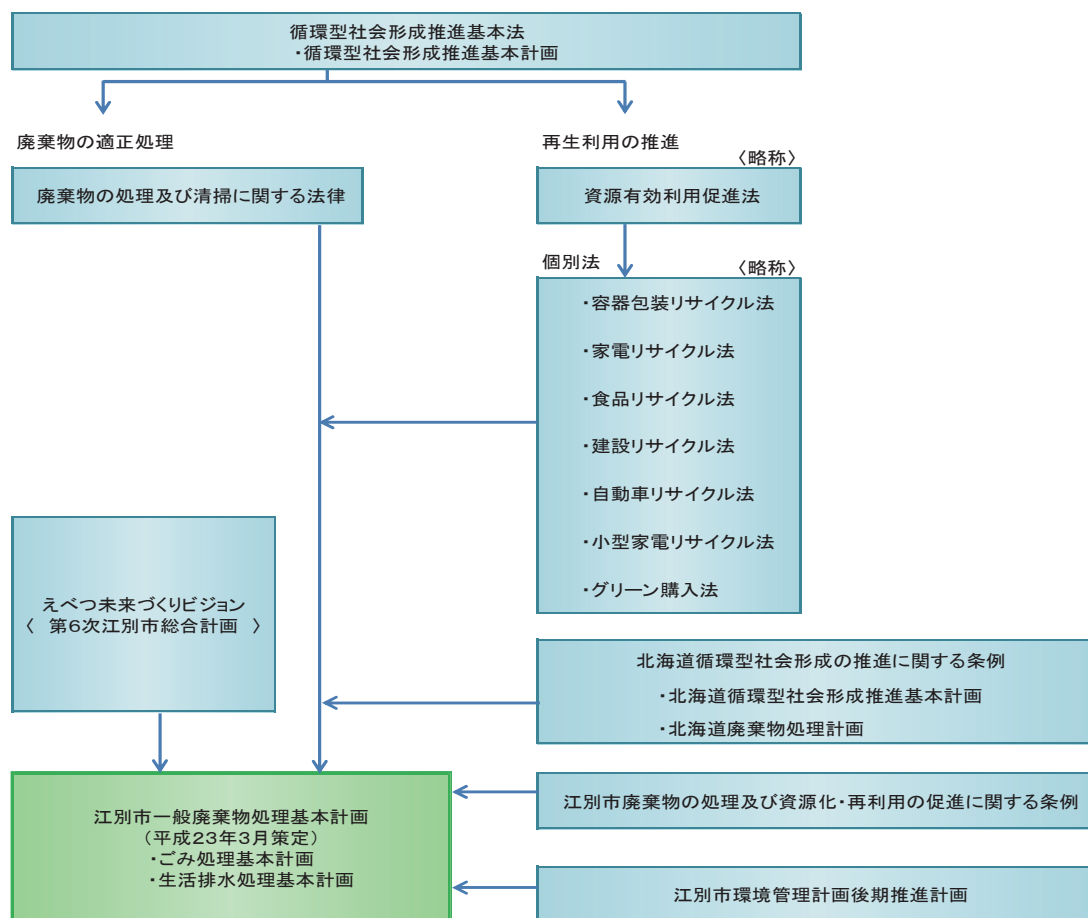 循環型社会形成推進基本法
・循環型社会形成推進基本計画
廃棄物の適正処理
再生利用の推進
〈略称〉
廃棄物の処理及び清掃に関する法律
資源有効利用促進法
個別法
〈略称〉
・容器包装リサイクル法
・家電リサイクル法
・食品リサイクル法
・建設リサイクル法
・自動車リサイクル法
・小型家電リサイクル法
・グリーン購入法
えべつ未来づくりビジョン
〈 第6次江別市総合計画 〉
北海道循環型社会形成の推進に関する条例
・北海道循環型社会形成推進基本計画
・北海道廃棄物処理計画
江別市一般廃棄物処理基本計画
(平成23年3月策定)
・ごみ処理基本計画
・生活排水処理基本計画
江別市廃棄物の処理及び資源化・再利用の促進に関する条例
江別市環境管理計画後期推進計画